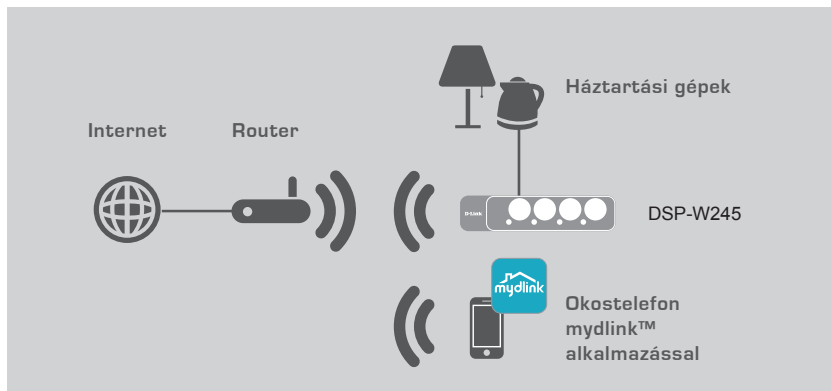 Háztartási gépek
Internet
Router
D-Link
DSP-W245
mydlink
Okostelefon
mydlink™
alkalmazással